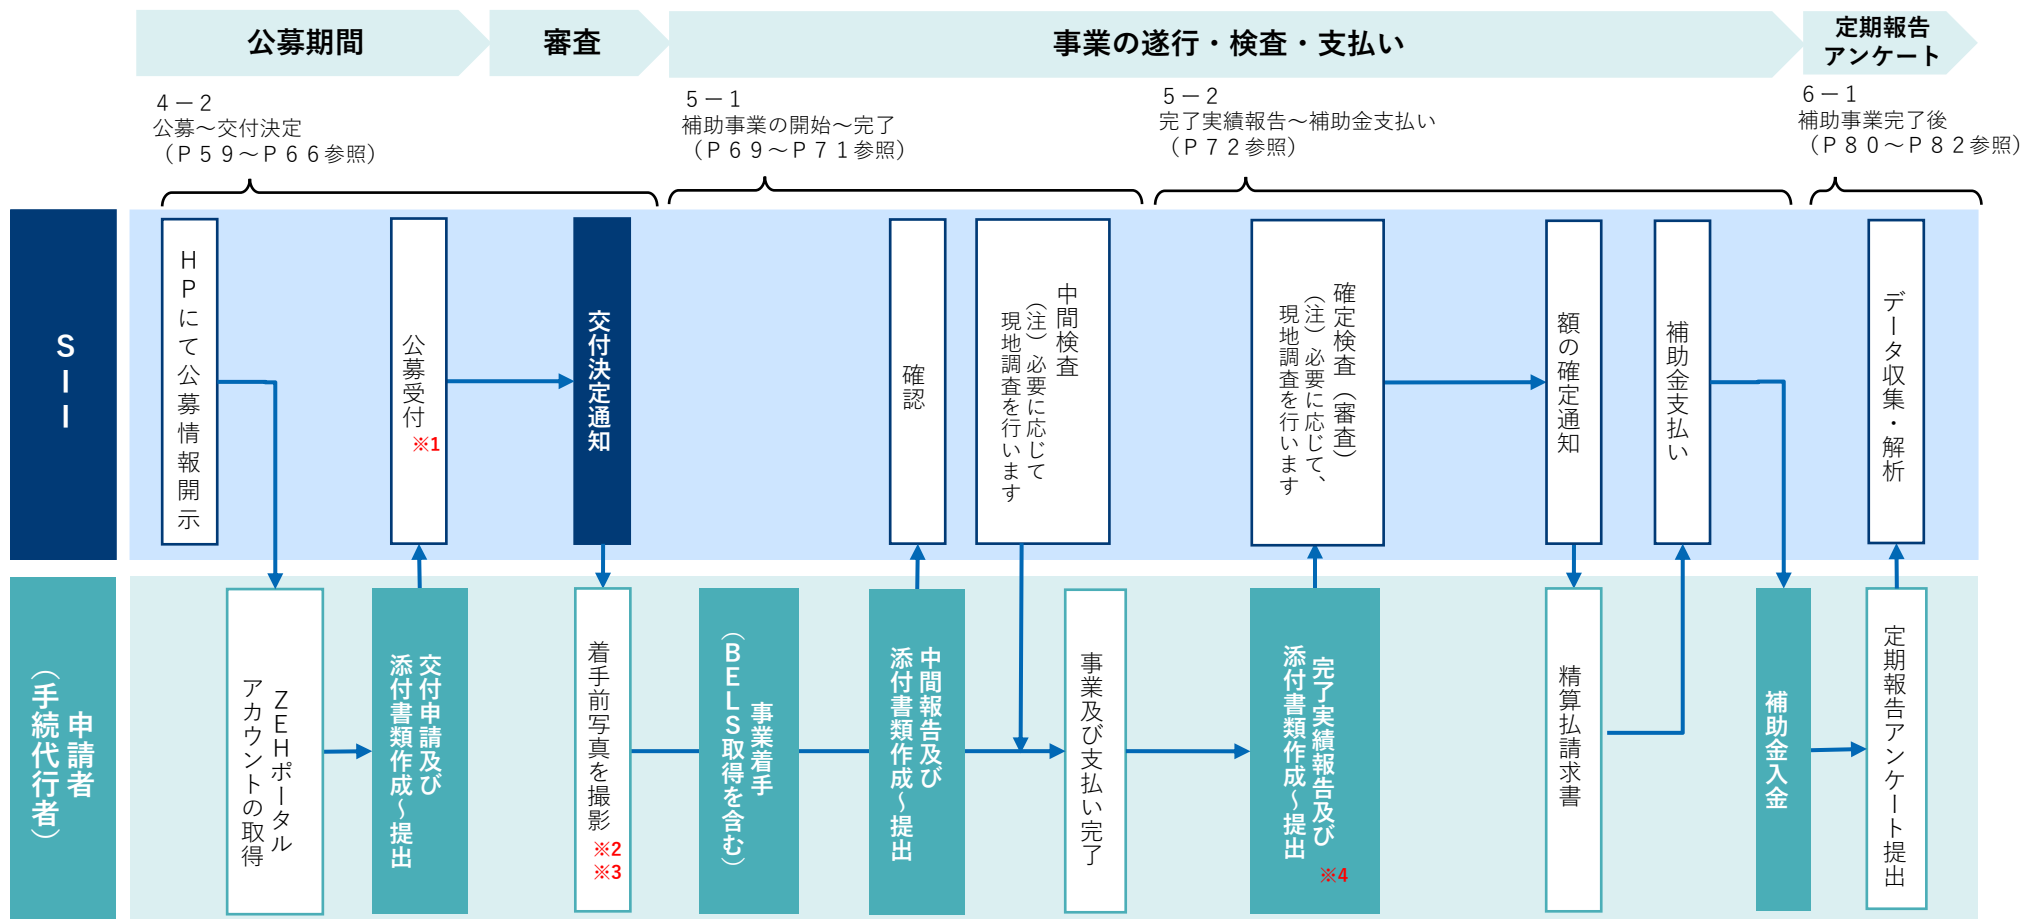 公募期間
審査
事業の遂行・検査・支払い
定期報告
アンケート
4－2
公募～交付決定
（P59～P66参照）
5－1
補助事業の開始～完了
（P69～P71参照）
5－2
完了実績報告～補助金支払い
（P72参照）
6－1
補助事業完了後
（P80～P82参照）
SII
HPにて公募情報開示
公募受付
※1
交付決定通知
確認
中間検査
（注）必要に応じて
現地調査を行います
確定検査（審査）
（注）必要に応じて、
現地調査を行います
額の確定通知
補助金支払い
データ収集・解析
申請者
（手続代行者）
ZEHポータル
アカウントの取得
交付申請及び
添付書類作成～提出
着手前写真を撮影
※2
※3
事業着手
（BELS取得を含む）
中間報告及び
添付書類作成～提出
事業及び支払い完了
完了実績報告及び
添付書類作成～提出
※4
精算払請求書
補助金入金
定期報告アンケート提出